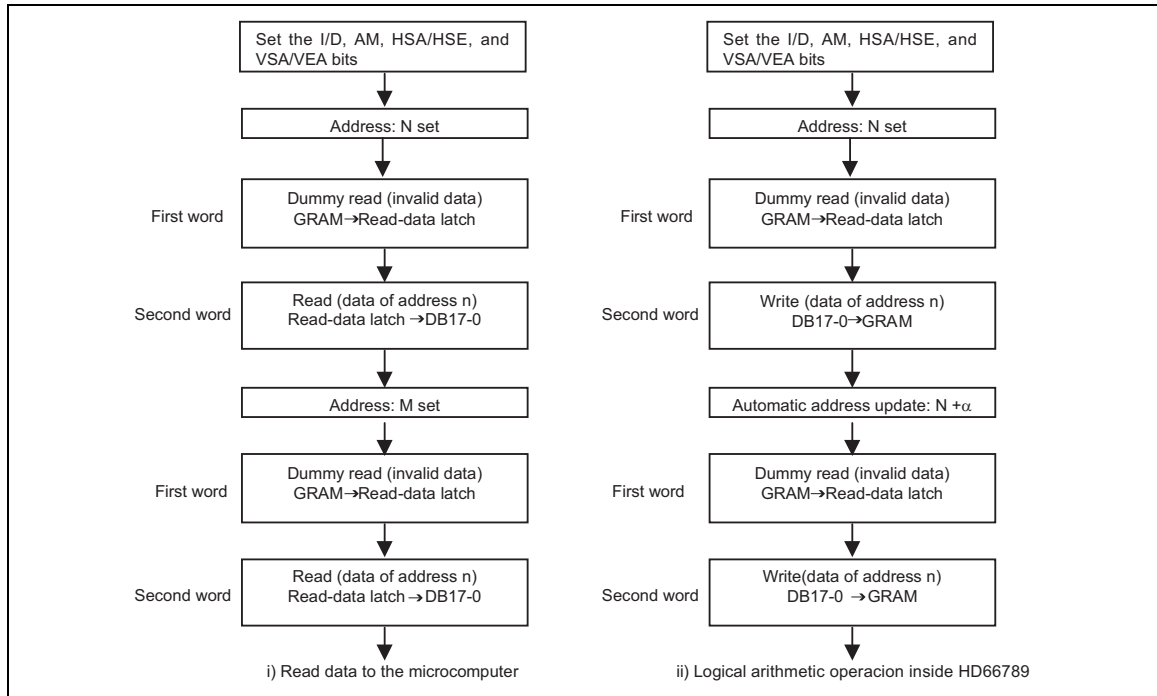 Set the I/D, AM, HSA/HSE, and
VSA/VEA bits
Address: N set
First word
Dummy read (invalid data)
GRAM→Read-data latch
Second word
Read (data of address n)
Read-data latch →DB17-0
Address: M set
First word
Dummy read (invalid data)
GRAM→Read-data latch
Second word
Read (data of address n)
Read-data latch →DB17-0
i) Read data to the microcomputer
Set the I/D, AM, HSA/HSE, and
VSA/VEA bits
Address: N set
First word
Dummy read (invalid data)
GRAM→Read-data latch
Second word
Write (data of address n)
DB17-0→GRAM
Automatic address update: N +α
First word
Dummy read (invalid data)
GRAM→Read-data latch
Second word
Write(data of address n)
DB17-0 →GRAM
ii) Logical arithmetic operacion inside HD66789